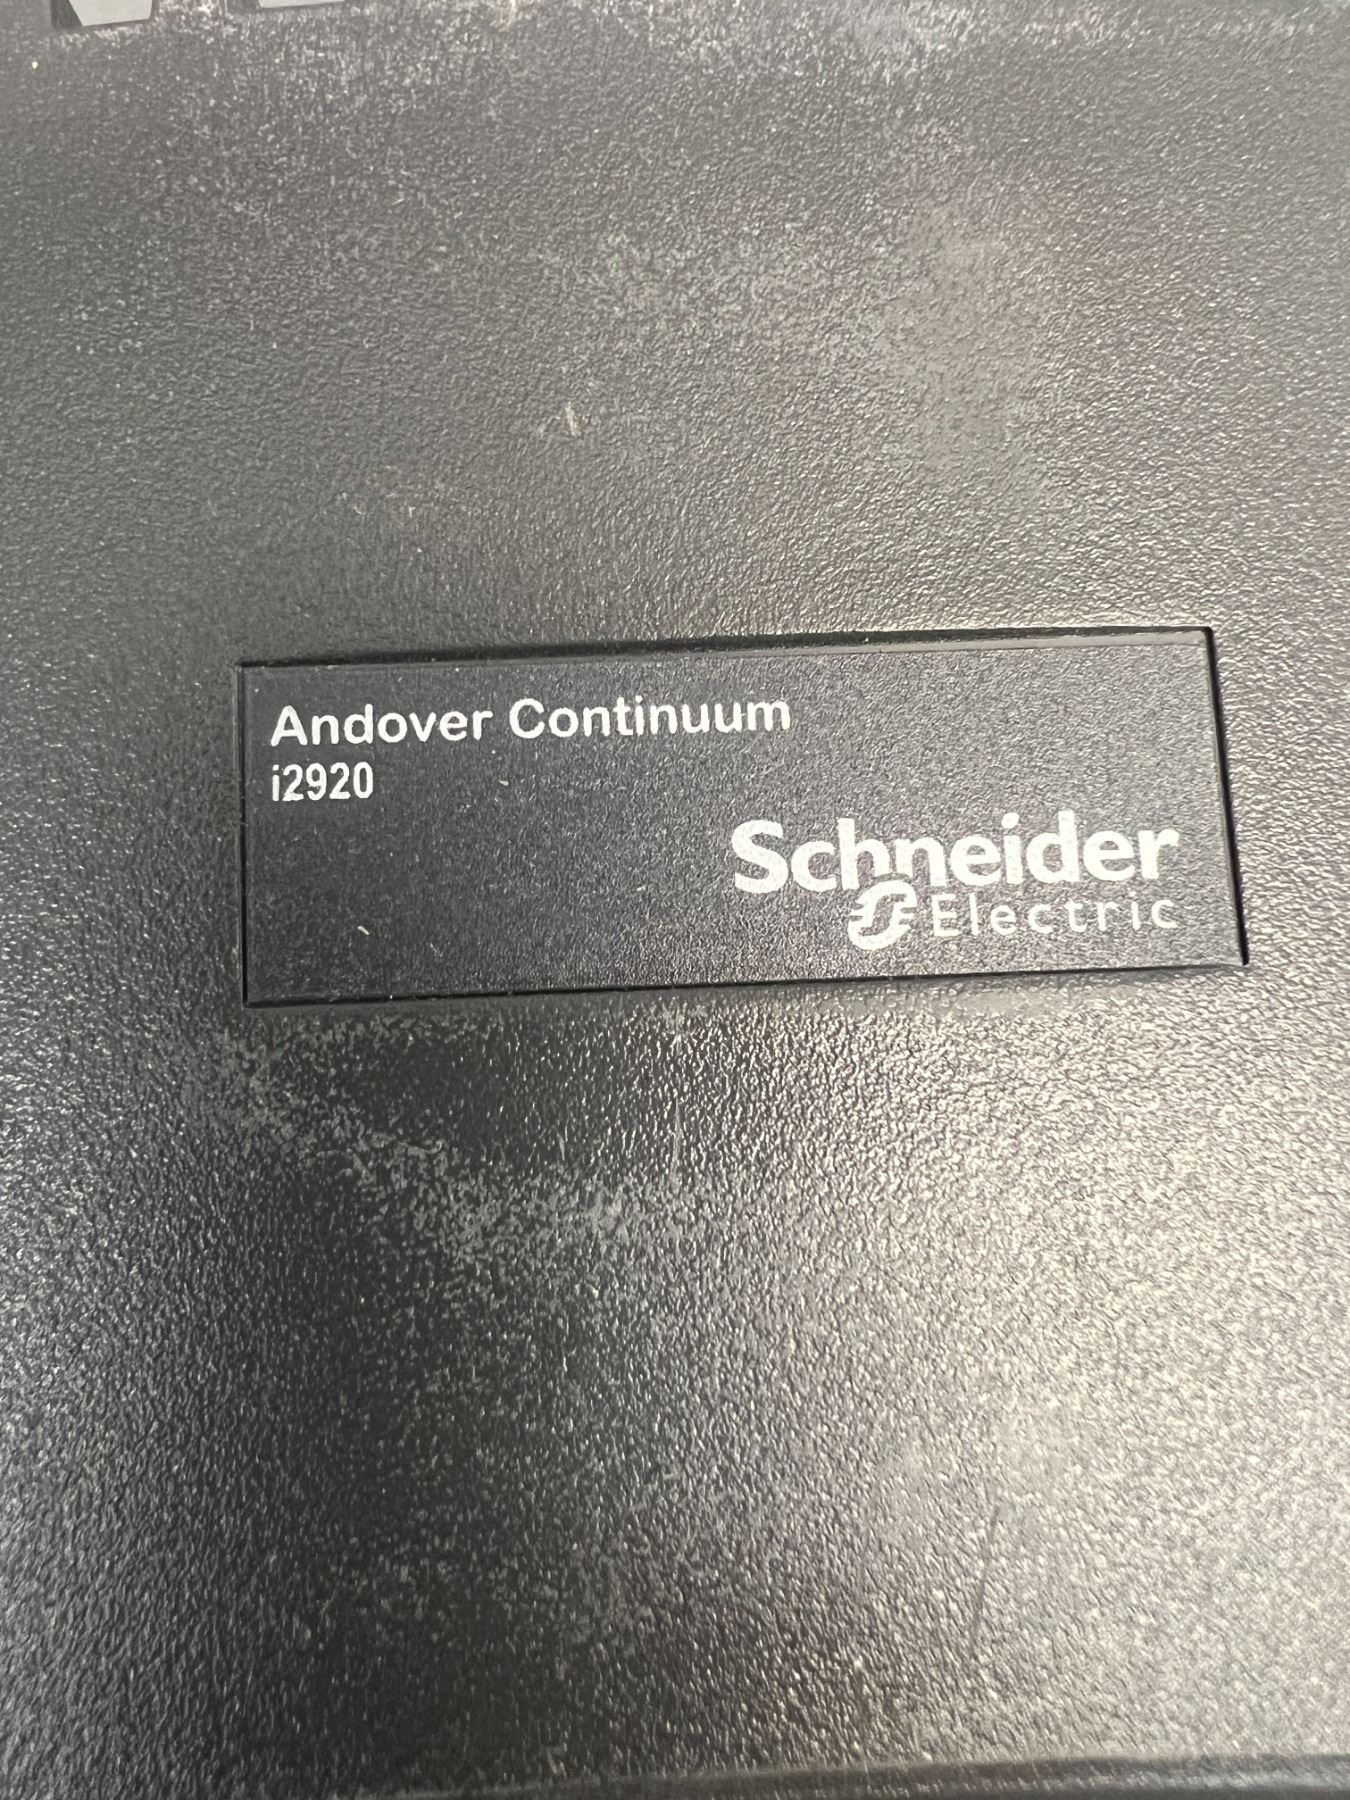 Andover Continuum
i2920
Schneider
Electric